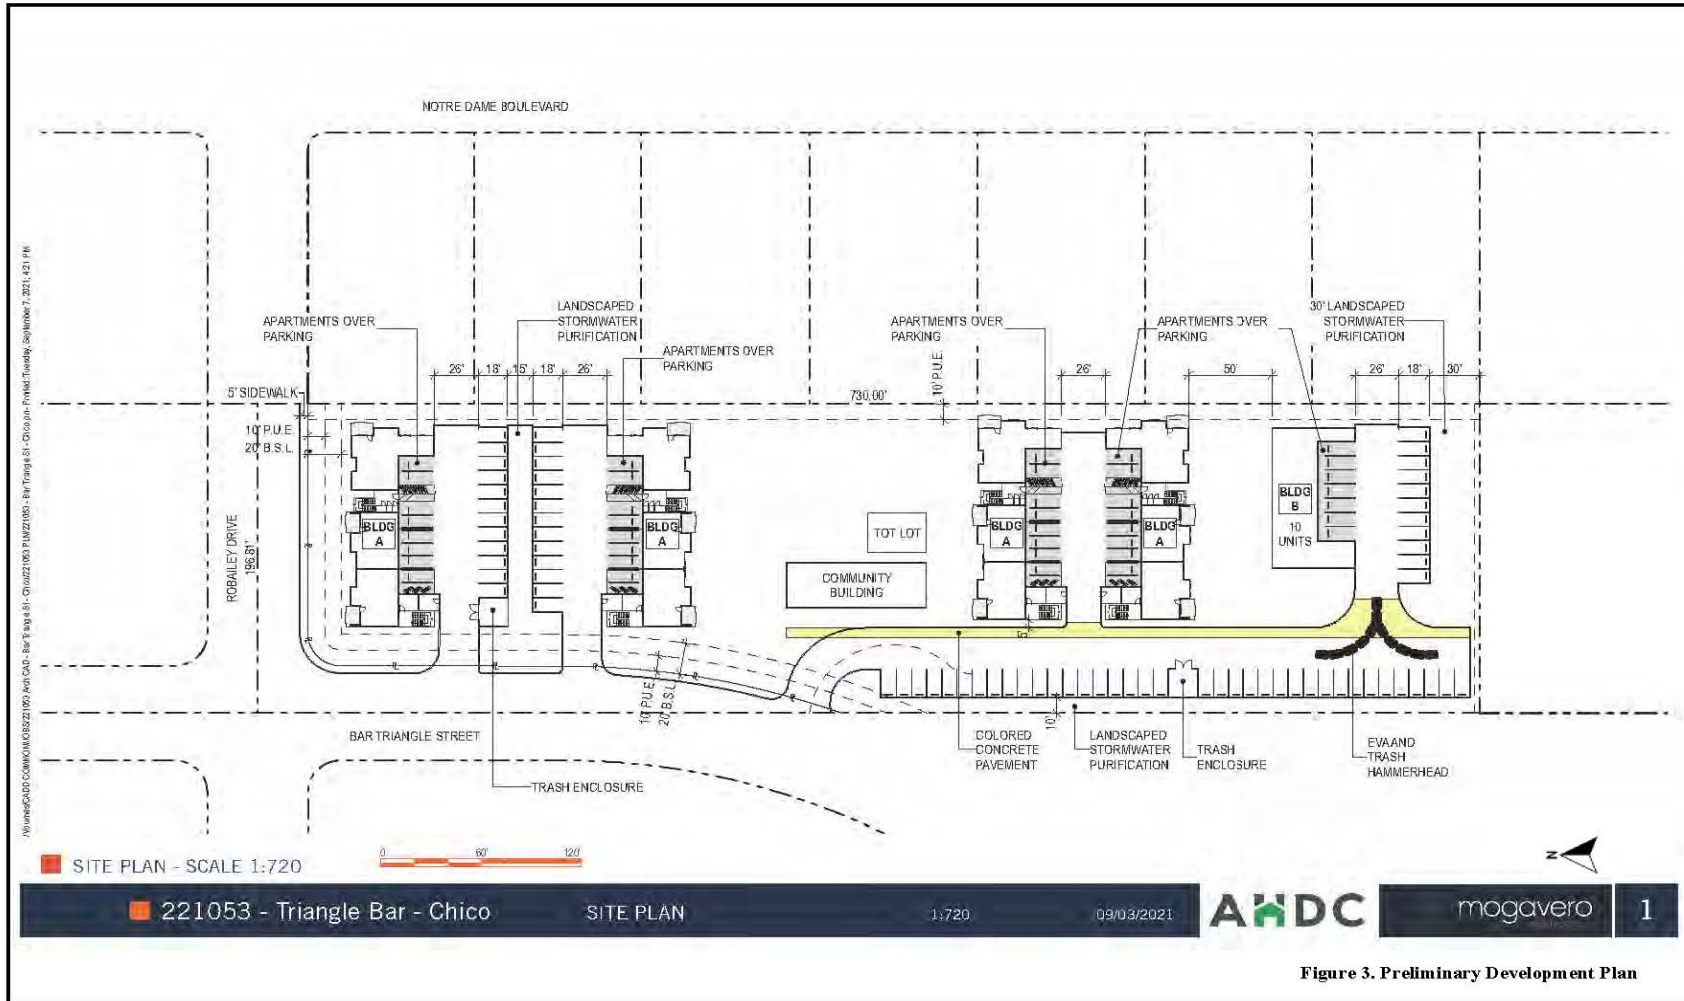 NOTRE DAME BOULEVARD
APARTMENTS OVER
PARKING
LANDSCAPED
STORMWATER
PURIFICATION
APARTMENTS OVER
PARKING
APARTMENTS OVER
PARKING
APARTMENTS OVER
PARKING
30' LANDSCAPED
STORMWATER
PURIFICATION
26'
18'
15'
18'
26'
26'
50'
26'
18'
30'
10' P.U.E.
5' SIDEWALK
730.00'
10' P.U.E.
20' B.S.L.
ROBAILEY DRIVE
196.81'
BLDG
A
BLDG
A
TOT LOT
COMMUNITY
BUILDING
BLDG
A
BLDG
A
BLDG
B
10
UNITS
5'
10' P.U.E.
20' B.S.L.
10'
BAR TRIANGLE STREET
TRASH ENCLOSURE
COLORED
CONCRETE
PAVEMENT
LANDSCAPED
STORMWATER
PURIFICATION
TRASH
ENCLOSURE
EVA AND
TRASH
HAMMERHEAD
SITE PLAN - SCALE 1:720
0 60' 120'
N
221053 - Triangle Bar - Chico
SITE PLAN
1:720
09/03/2021
AHDC
mogavero
1
Figure 3. Preliminary Development Plan